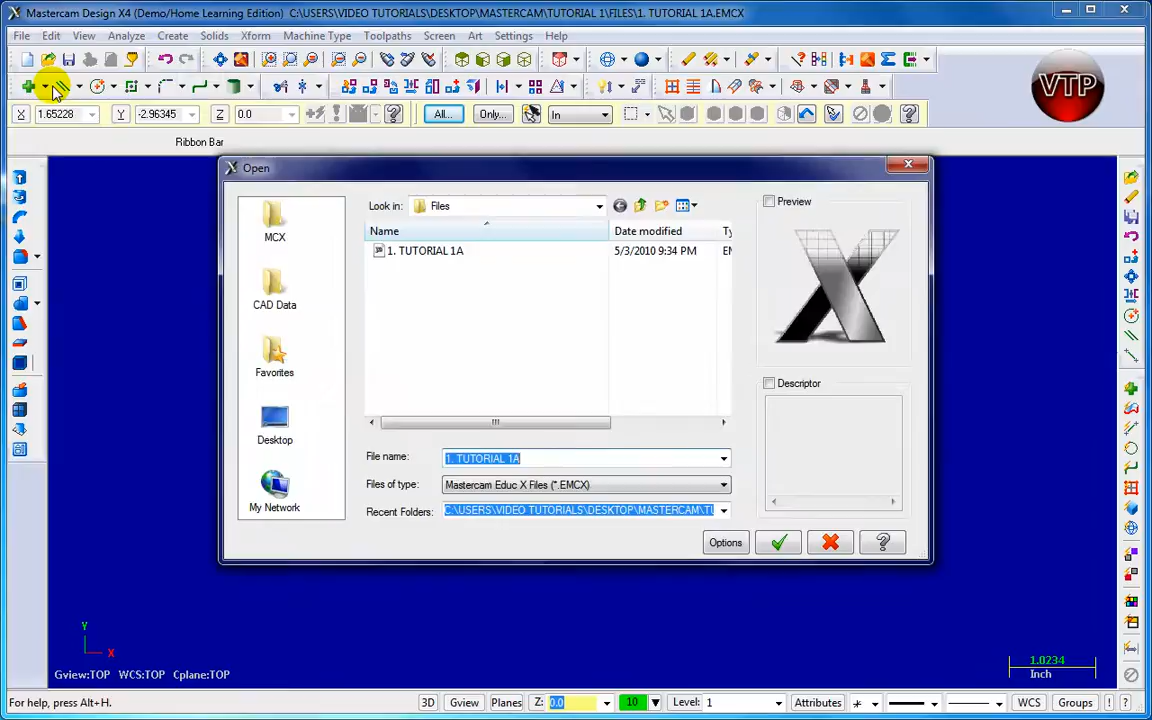 Mastercam Design X4 (Demo/Home Learning Edition)  C:\USERS\VIDEO TUTORIALS\DESKTOP\MASTERCAM\TUTORIAL 1\FILES\1. TUTORIAL 1A.EMCX
File Edit View Analyze Create Solids Xform Machine Type Toolpaths Screen Art Settings Help
VTP
X 1.65228 Y -2.96345 Z 0.0 All... Only... In
Ribbon Bar
Open
Look in: Files
Preview
Name Date modified Ty
1. TUTORIAL 1A 5/3/2010 9:34 PM EN
MCX
CAD Data
Favorites
Desktop
My Network
Descriptor
File name: 1. TUTORIAL 1A
Files of type: Mastercam Educ X Files (*.EMCX)
Recent Folders: C:\USERS\VIDEO TUTORIALS\DESKTOP\MASTERCAM\TU
Options
Y
X
Gview:TOP WCS:TOP Cplane:TOP
1.0234
Inch
For help, press Alt+H.
3D Gview Planes Z: 0.0 10 Level: 1 Attributes WCS Groups ! ?